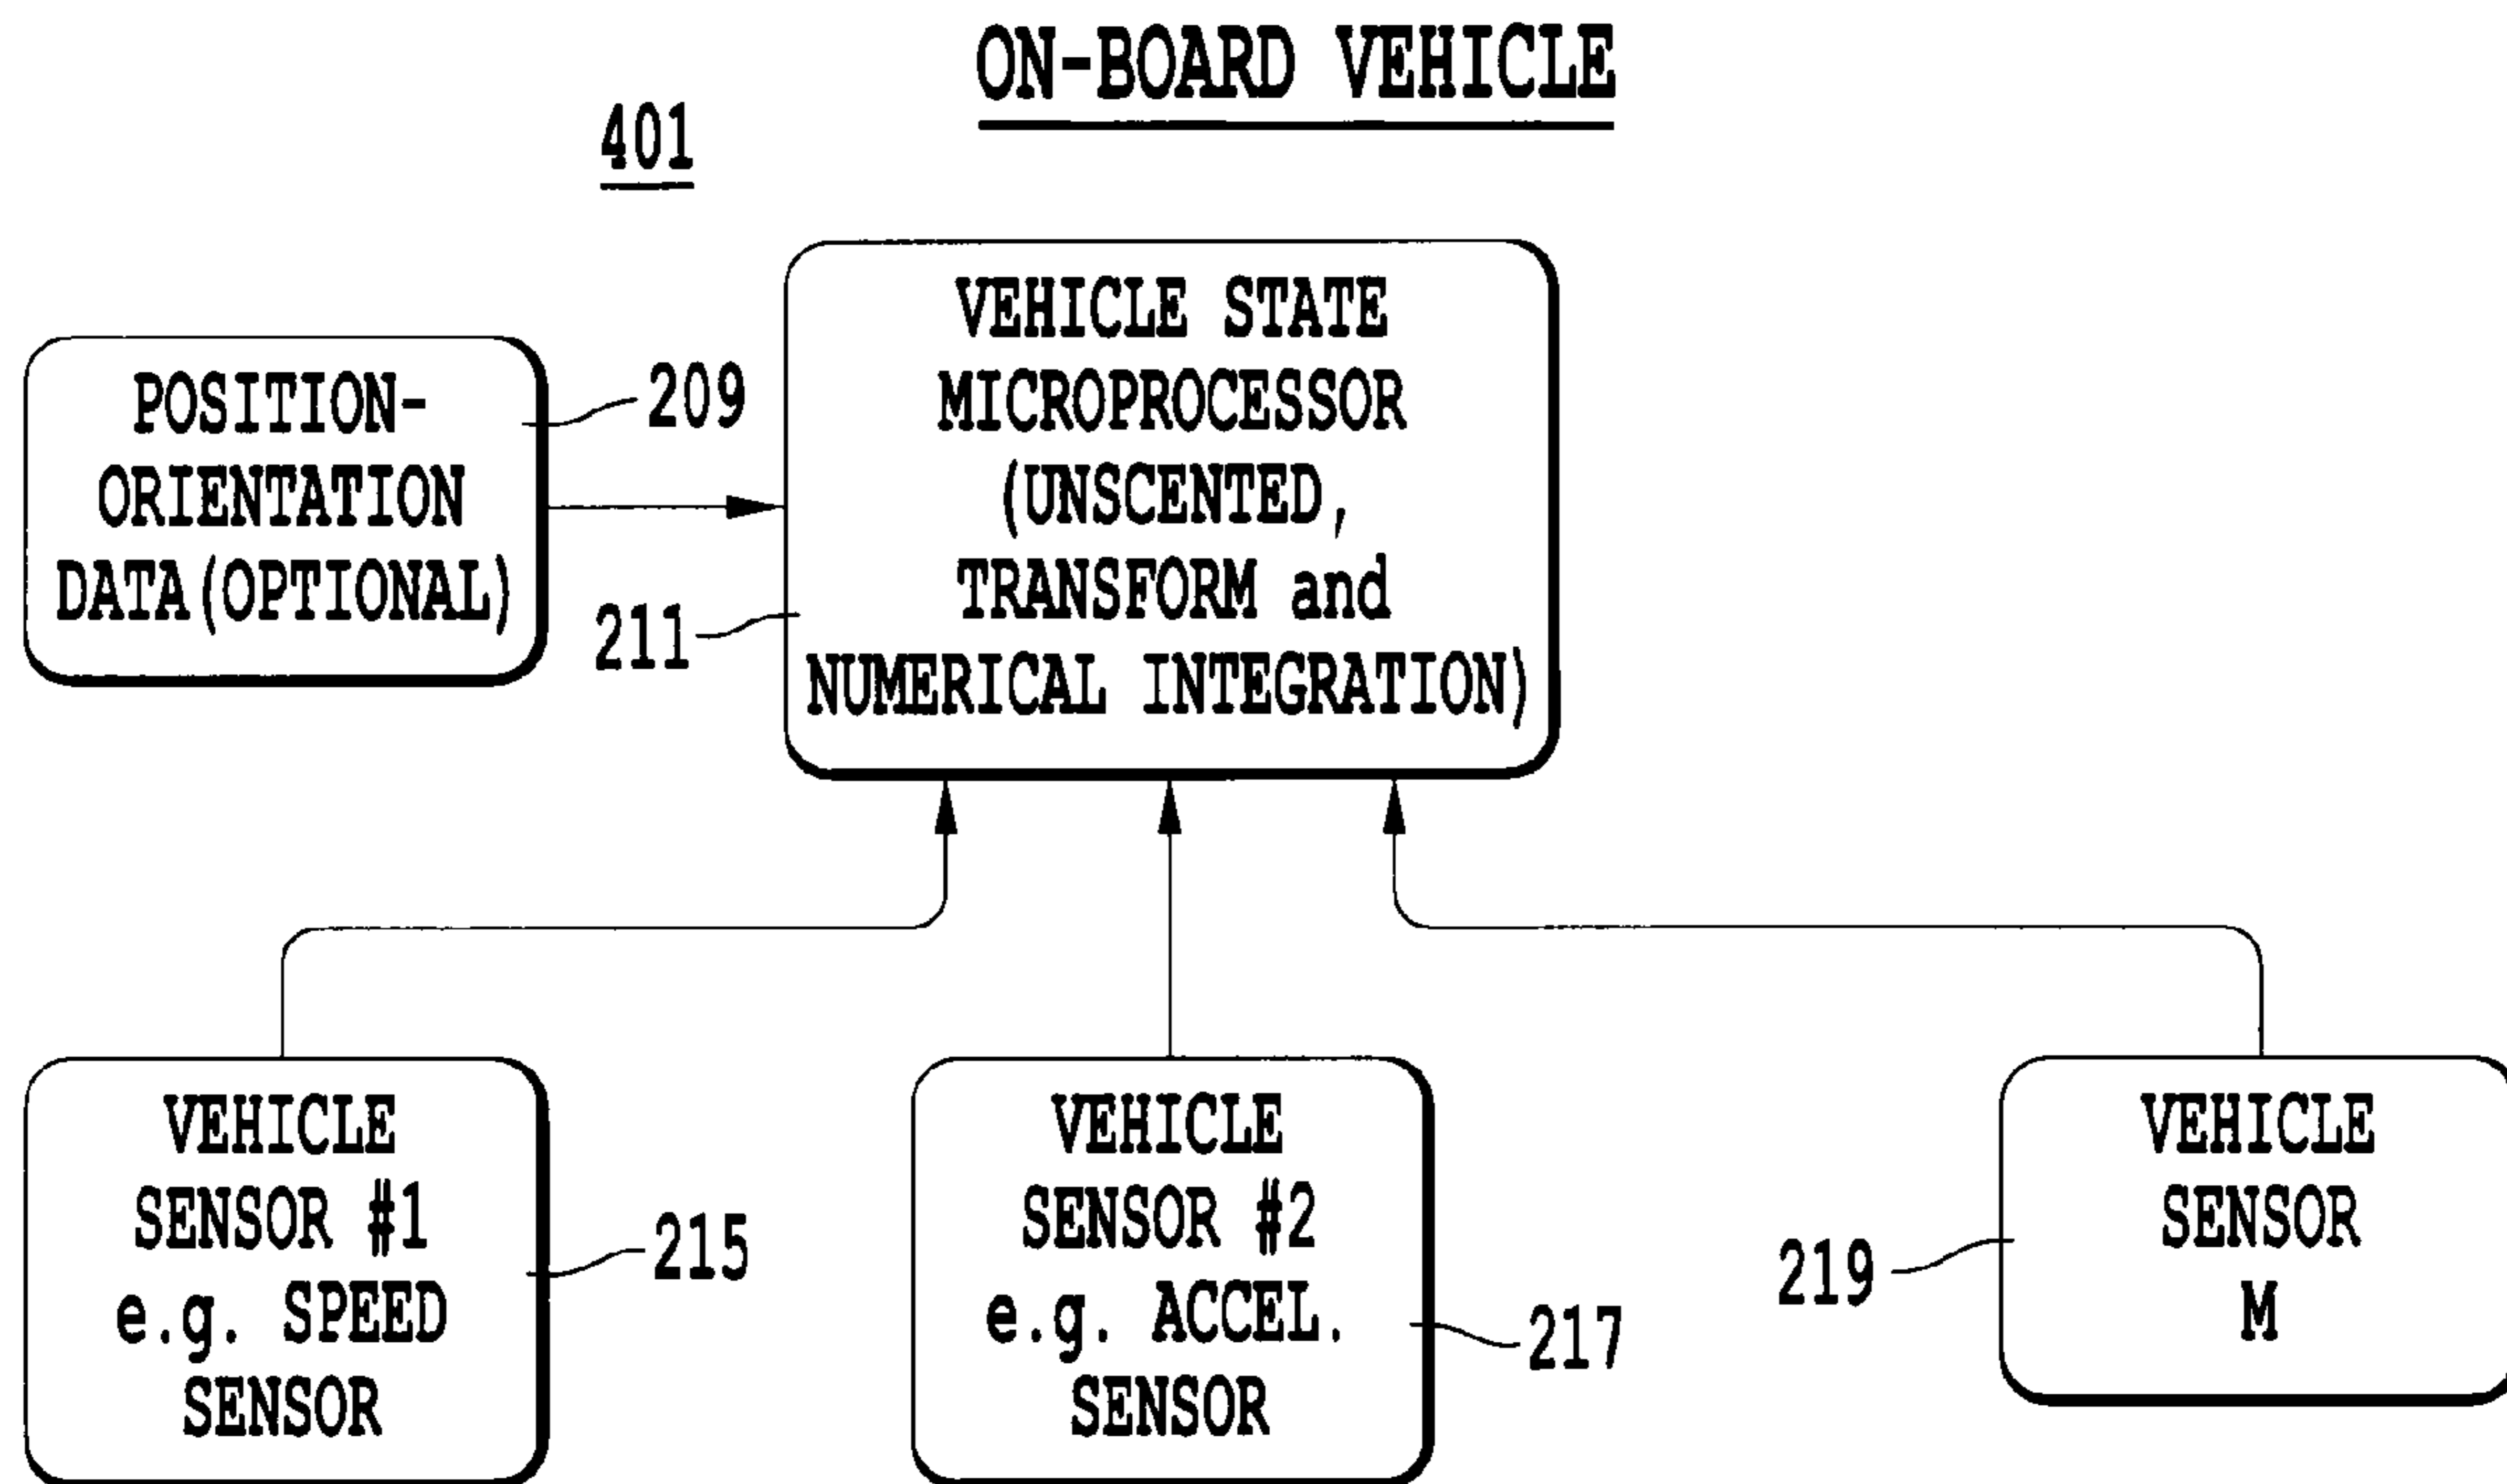 ON-BOARD VEHICLE
401
POSITION-
ORIENTATION
DATA(OPTIONAL)
209
VEHICLE STATE
MICROPROCESSOR
(UNSCENTED,
TRANSFORM and
NUMERICAL INTEGRATION)
211
VEHICLE
SENSOR #1
e.g. SPEED
SENSOR
215
VEHICLE
SENSOR #2
e.g. ACCEL.
SENSOR
217
VEHICLE
SENSOR
M
219